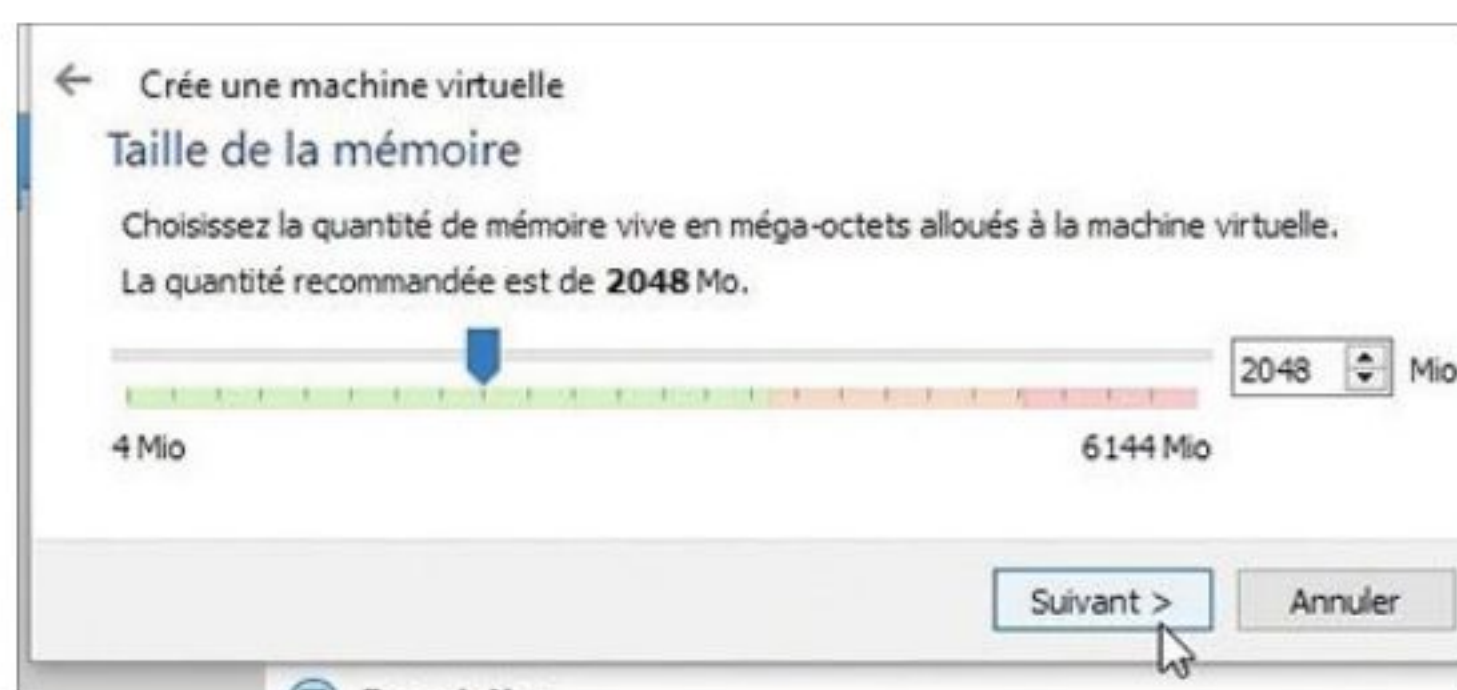 Crée une machine virtuelle
Taille de la mémoire
Choisissez la quantité de mémoire vive en méga-octets alloués à la machine virtuelle.
La quantité recommandée est de 2048 Mo.
2048 Mio
4 Mio 6144 Mio
Suivant > Annuler